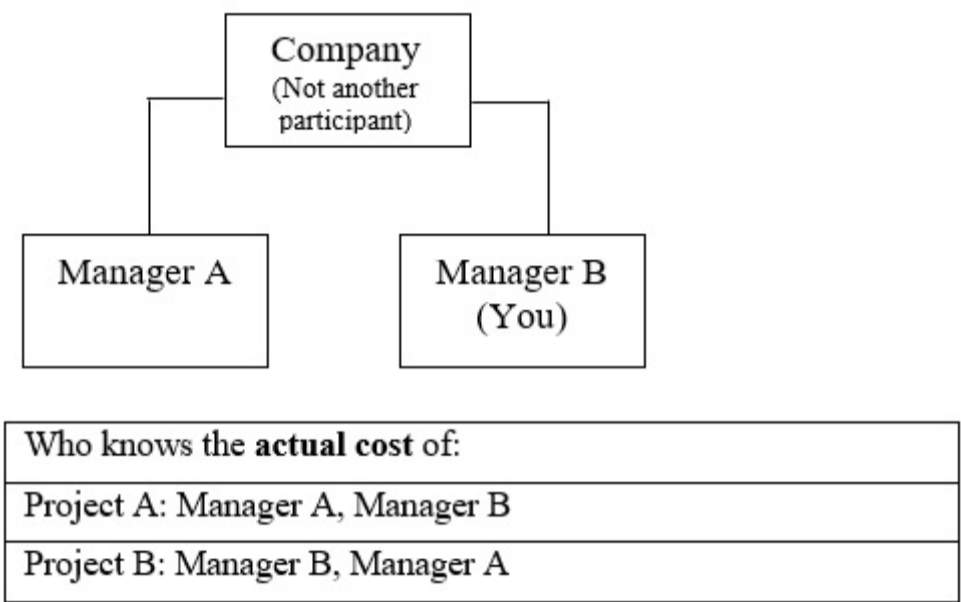 Company
(Not another
participant)
Manager A
Manager B
(You)
Who knows the actual cost of:
Project A: Manager A, Manager B
Project B: Manager B, Manager A